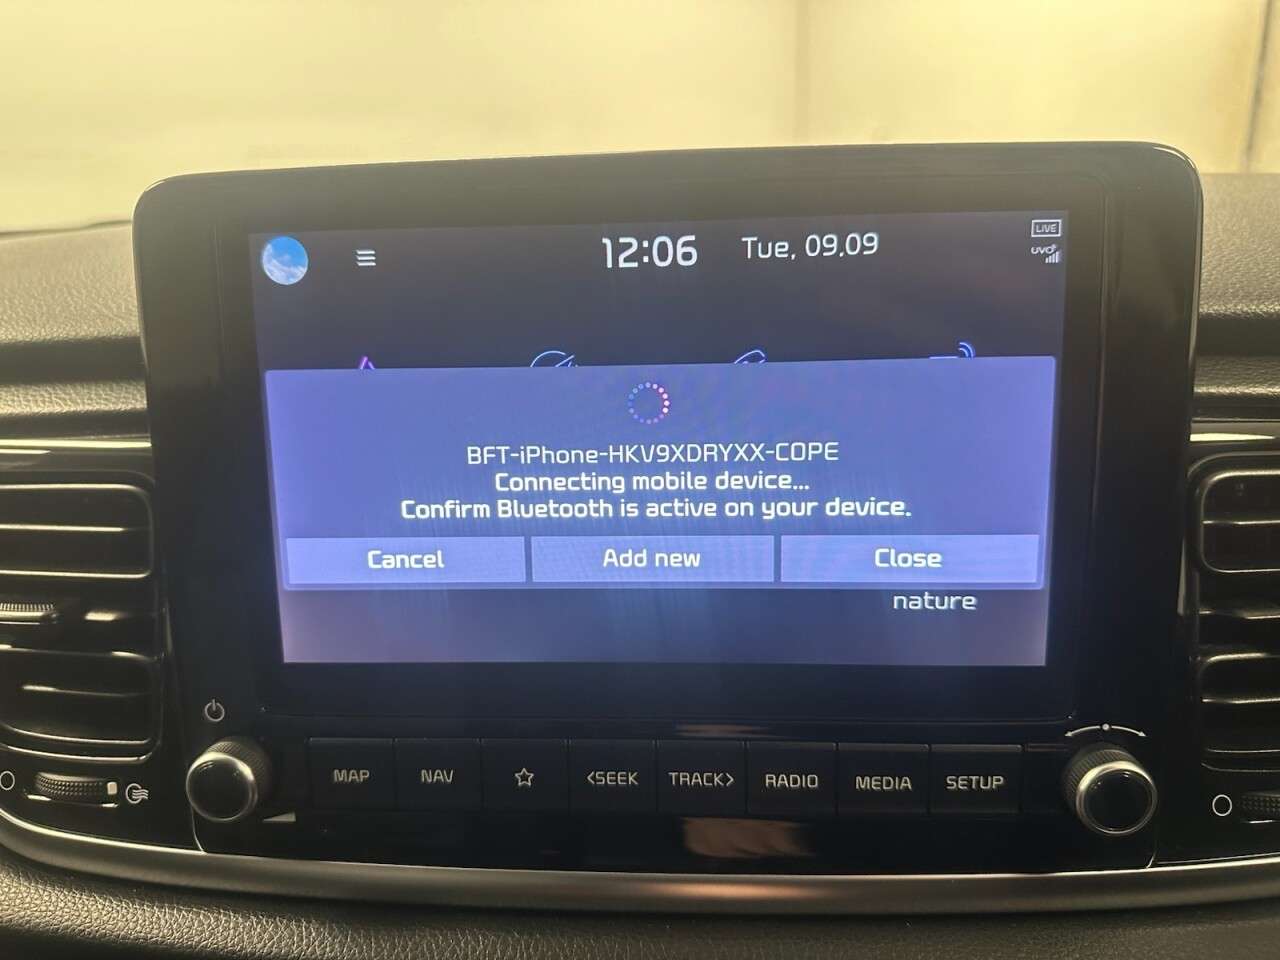 12:06 Tue, 09.09
LIVE
UVO
BFT-iPhone-HKV9XDRYXX-COPE
Connecting mobile device...
Confirm Bluetooth is active on your device.
Cancel Add new Close
nature
MAP NAV <SEEK TRACK> RADIO MEDIA SETUP